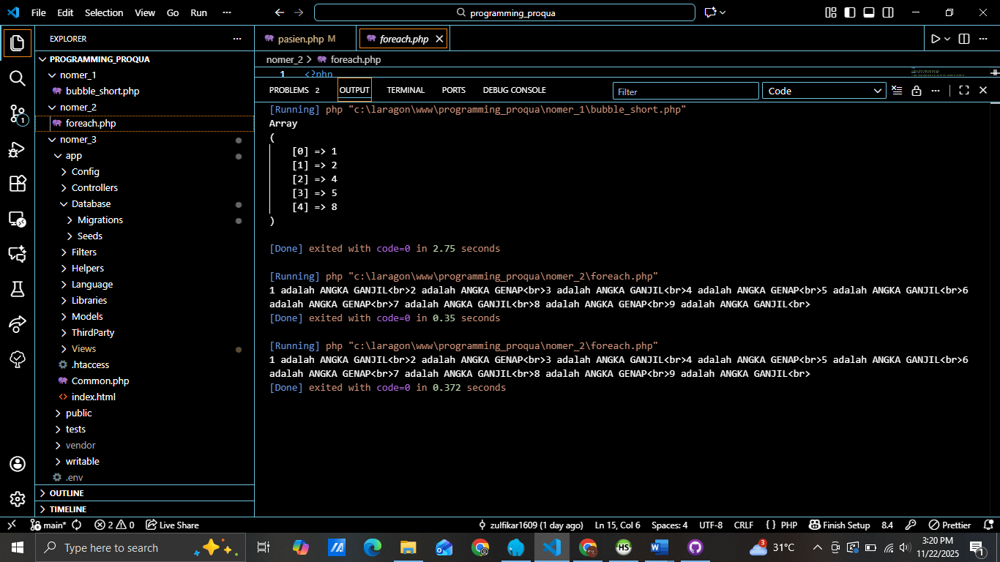 File Edit Selection View Go Run ··· programming_proqua
EXPLORER ···
PROGRAMMING_PROQUA
nomer_1
bubble_short.php
nomer_2
foreach.php
nomer_3
app
Config
Controllers
Database
Migrations
Seeds
Filters
Helpers
Language
Libraries
Models
ThirdParty
Views
.htaccess
Common.php
index.html
public
tests
vendor
writable
.env
OUTLINE
TIMELINE
pasien.php M foreach.php
nomer_2 > foreach.php
1 <?php
PROBLEMS 2 OUTPUT TERMINAL PORTS DEBUG CONSOLE Filter Code
[Running] php "c:\laragon\www\programming_proqua\nomer_1\bubble_short.php"
Array
(
[0] => 1
[1] => 2
[2] => 4
[3] => 5
[4] => 8
)
[Done] exited with code=0 in 2.75 seconds
[Running] php "c:\laragon\www\programming_proqua\nomer_2\foreach.php"
1 adalah ANGKA GANJIL<br>2 adalah ANGKA GENAP<br>3 adalah ANGKA GANJIL<br>4 adalah ANGKA GENAP<br>5 adalah ANGKA GANJIL<br>6
adalah ANGKA GENAP<br>7 adalah ANGKA GANJIL<br>8 adalah ANGKA GENAP<br>9 adalah ANGKA GANJIL<br>
[Done] exited with code=0 in 0.35 seconds
[Running] php "c:\laragon\www\programming_proqua\nomer_2\foreach.php"
1 adalah ANGKA GANJIL<br>2 adalah ANGKA GENAP<br>3 adalah ANGKA GANJIL<br>4 adalah ANGKA GENAP<br>5 adalah ANGKA GANJIL<br>6
adalah ANGKA GENAP<br>7 adalah ANGKA GANJIL<br>8 adalah ANGKA GENAP<br>9 adalah ANGKA GANJIL<br>
[Done] exited with code=0 in 0.372 seconds
1
main* 2 0 Live Share zulfikar1609 (1 day ago) Ln 15, Col 6 Spaces: 4 UTF-8 CRLF { } PHP Finish Setup 8.4 Prettier
Type here to search HS 3 31°C 3:20 PM
11/22/2025 1